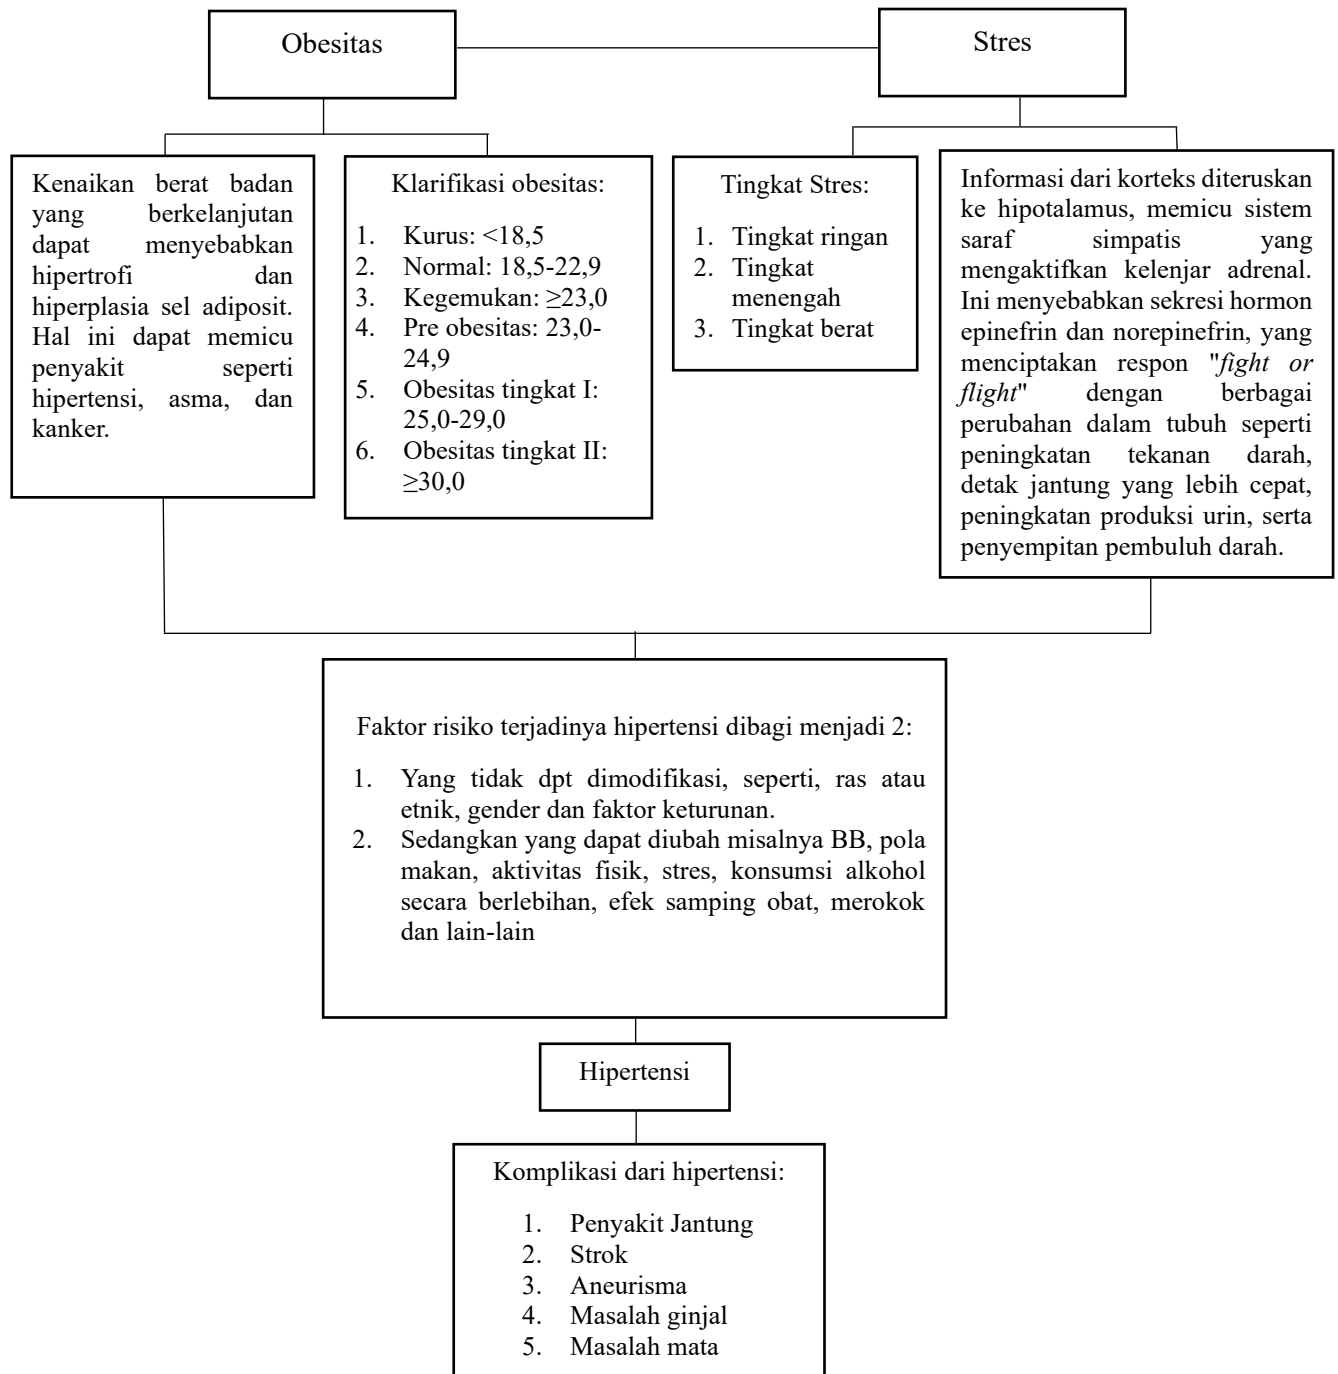 Obesitas
Stres
Kenaikan berat badan
yang berkelanjutan
dapat menyebabkan
hipertrofi dan
hiperplasia sel adiposit.
Hal ini dapat memicu
penyakit seperti
hipertensi, asma, dan
kanker.
Klarifikasi obesitas:
1. Kurus: <18,5
2. Normal: 18,5-22,9
3. Kegemukan: ≥23,0
4. Pre obesitas: 23,0-
24,9
5. Obesitas tingkat I:
25,0-29,0
6. Obesitas tingkat II:
≥30,0
Tingkat Stres:
1. Tingkat ringan
2. Tingkat
menengah
3. Tingkat berat
Informasi dari korteks diteruskan
ke hipotalamus, memicu sistem
saraf simpatis yang
mengaktifkan kelenjar adrenal.
Ini menyebabkan sekresi hormon
epinefrin dan norepinefrin, yang
menciptakan respon "fight or
flight" dengan berbagai
perubahan dalam tubuh seperti
peningkatan tekanan darah,
detak jantung yang lebih cepat,
peningkatan produksi urin, serta
penyempitan pembuluh darah.
Faktor risiko terjadinya hipertensi dibagi menjadi 2:
1. Yang tidak dpt dimodifikasi, seperti, ras atau
etnik, gender dan faktor keturunan.
2. Sedangkan yang dapat diubah misalnya BB, pola
makan, aktivitas fisik, stres, konsumsi alkohol
secara berlebihan, efek samping obat, merokok
dan lain-lain
Hipertensi
Komplikasi dari hipertensi:
1. Penyakit Jantung
2. Strok
3. Aneurisma
4. Masalah ginjal
5. Masalah mata